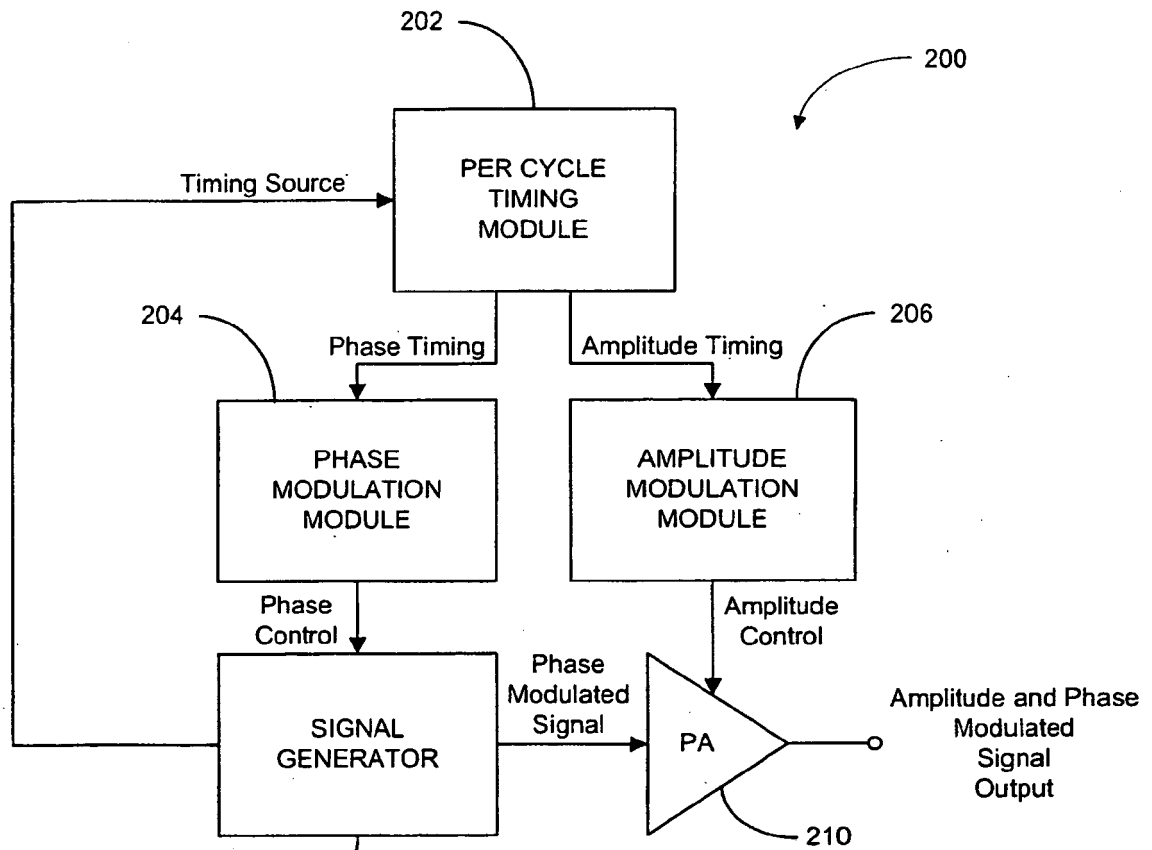 202
200
PER CYCLE
TIMING
MODULE
Timing Source
204
206
Phase Timing
Amplitude Timing
PHASE
MODULATION
MODULE
AMPLITUDE
MODULATION
MODULE
Phase
Control
Amplitude
Control
SIGNAL
GENERATOR
Phase
Modulated
Signal
PA
Amplitude and Phase
Modulated
Signal
Output
210